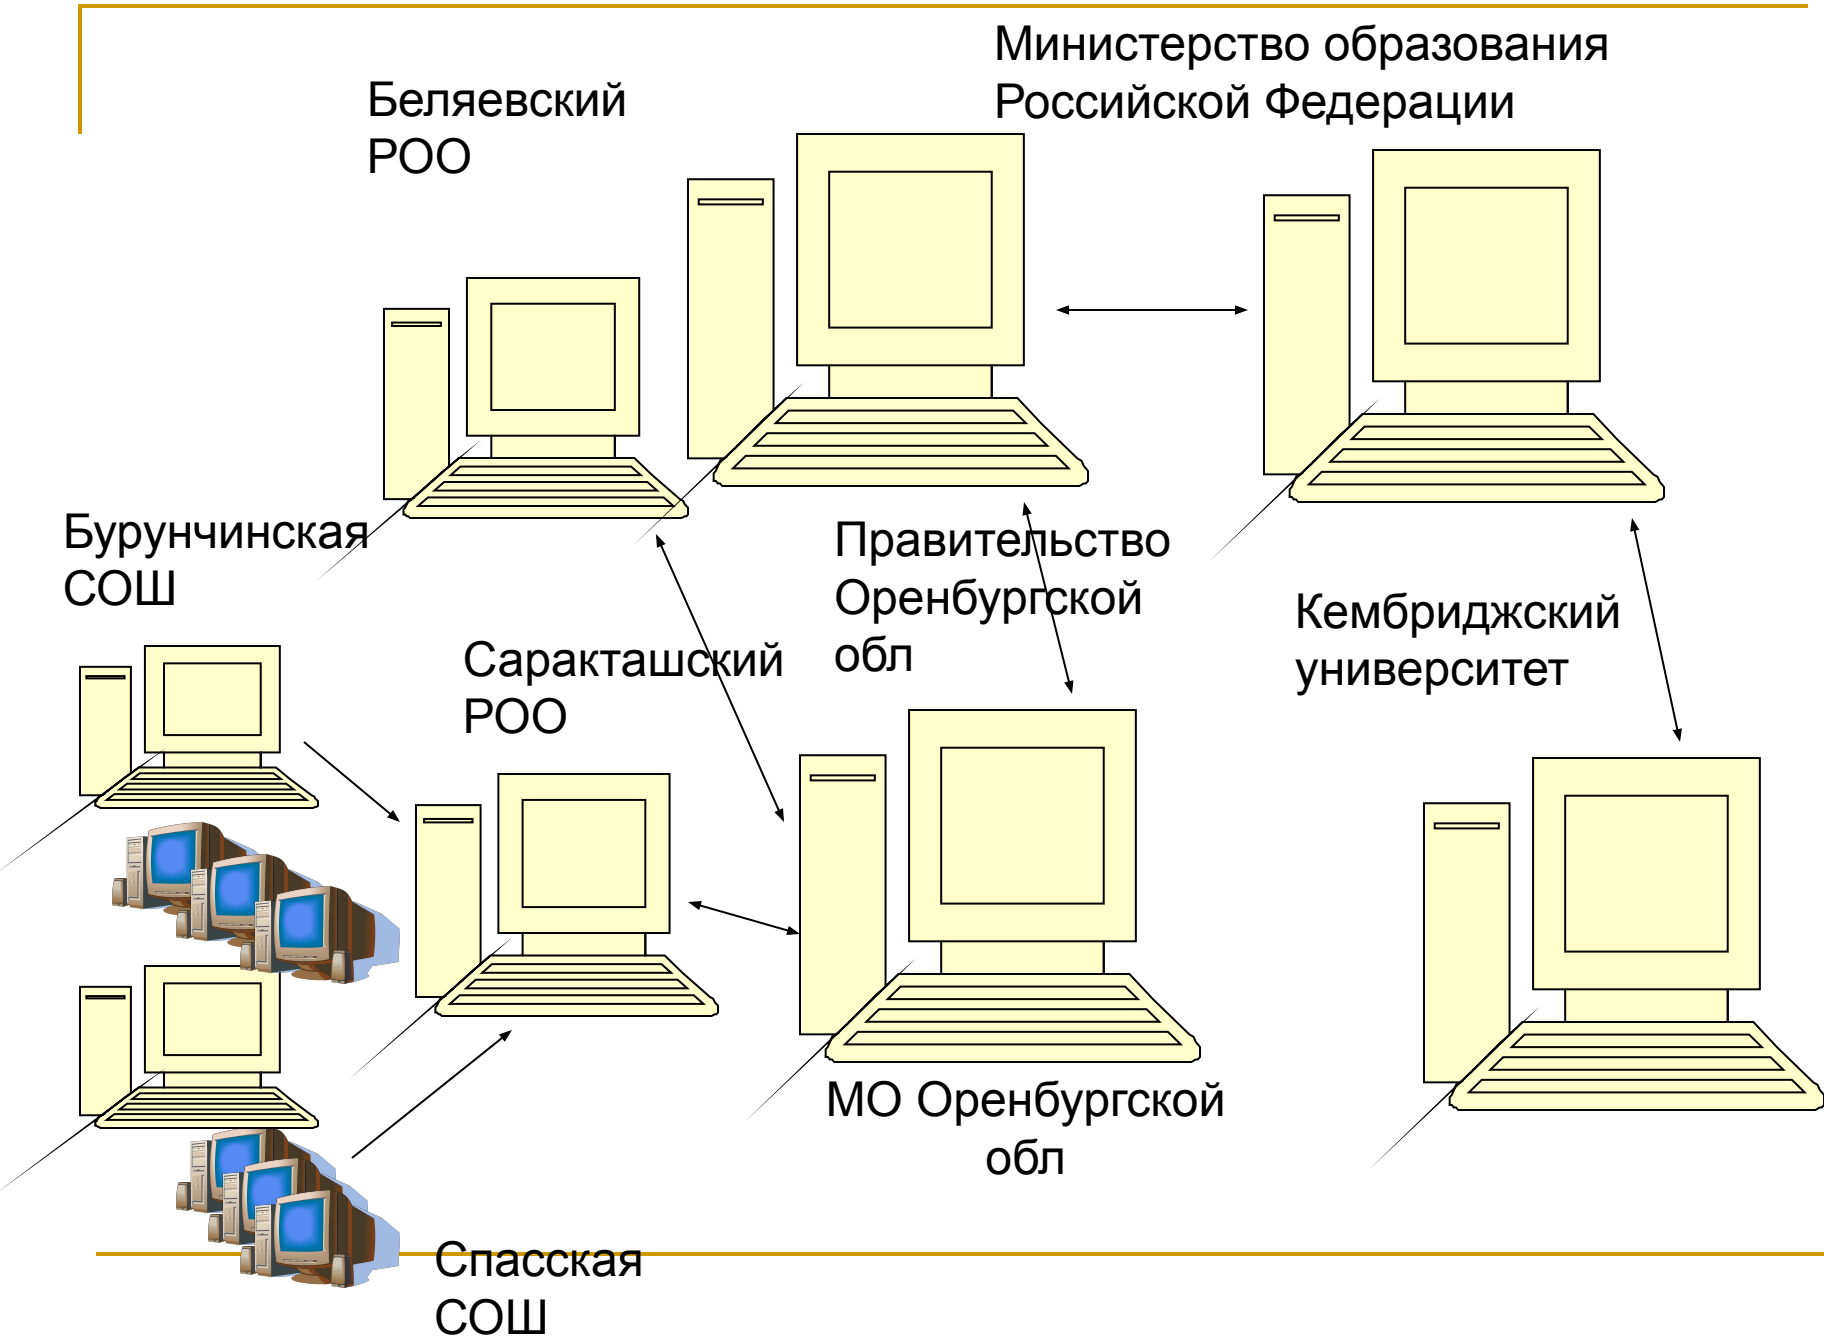 Министерство образования
Российской Федерации
Беляевский
РОО
Бурунчинская
СОШ
Правительство
Оренбургской
обл
Кембриджский
университет
Саракташский
РОО
МО Оренбургской
обл
Спасская
СОШ